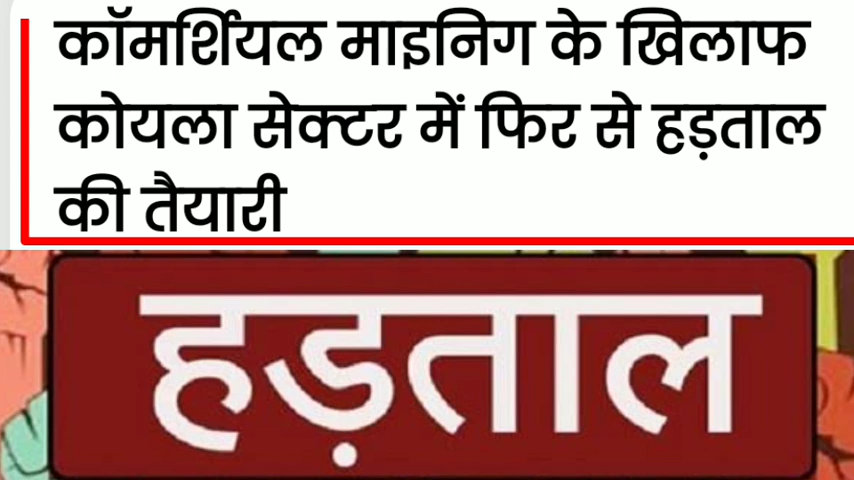 कॉमर्शियल माइनिग के खिलाफ
कोयला सेक्टर में फिर से हड़ताल
की तैयारी
हड़ताल